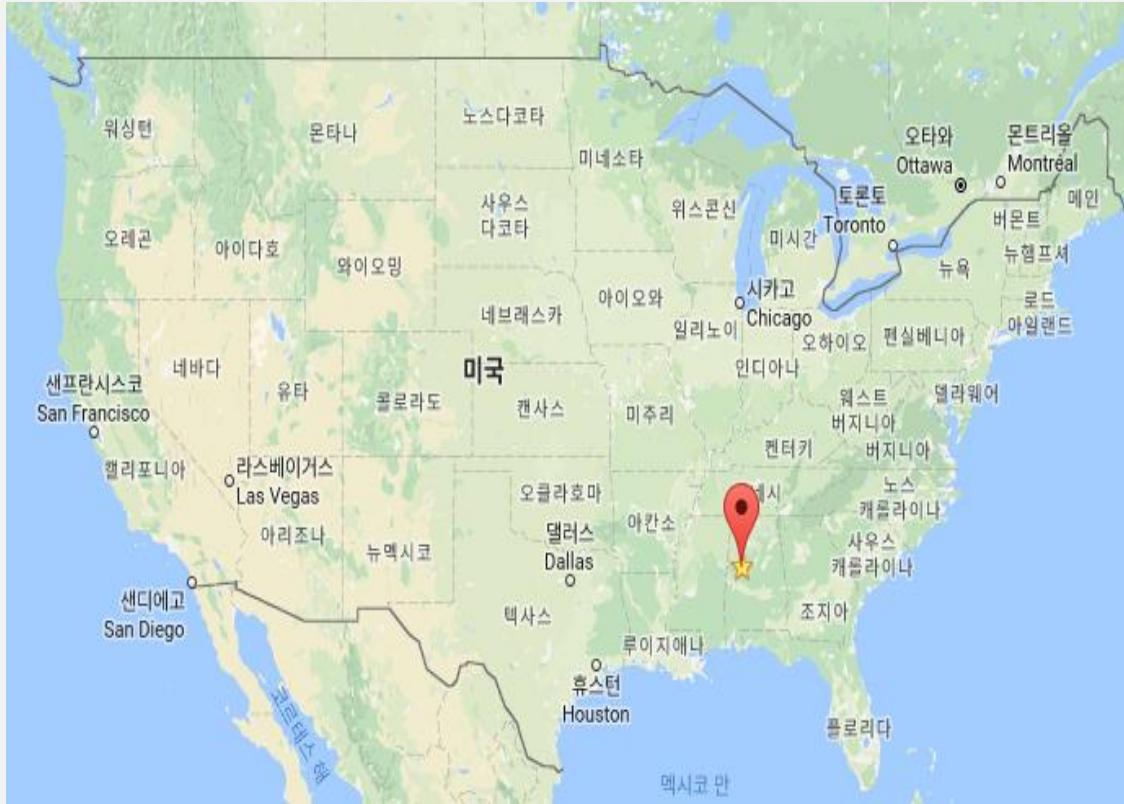 워싱턴
몬타나
노스다코타
미네소타
오타와
Ottawa
몬트리올
Montréal
메인
토론토
Toronto
버몬트
뉴햄프셔
뉴욕
로드
아일랜드
오레곤
아이다호
와이오밍
사우스
다코타
위스콘신
미시간
시카고
Chicago
아이오와
일리노이
네브래스카
오하이오
펜실베니아
인디아나
델라웨어
네바다
유타
콜로라도
미국
캔사스
미주리
웨스트
버지니아
버지니아
켄터키
샌프란시스코
San Francisco
캘리포니아
라스베이거스
Las Vegas
아리조나
뉴멕시코
오클라호마
아칸소
네시
노스
캐롤라이나
사우스
캐롤라이나
댈러스
Dallas
조지아
샌디에고
San Diego
텍사스
루이지애나
휴스턴
Houston
플로리다
코르테스 해
멕시코 만